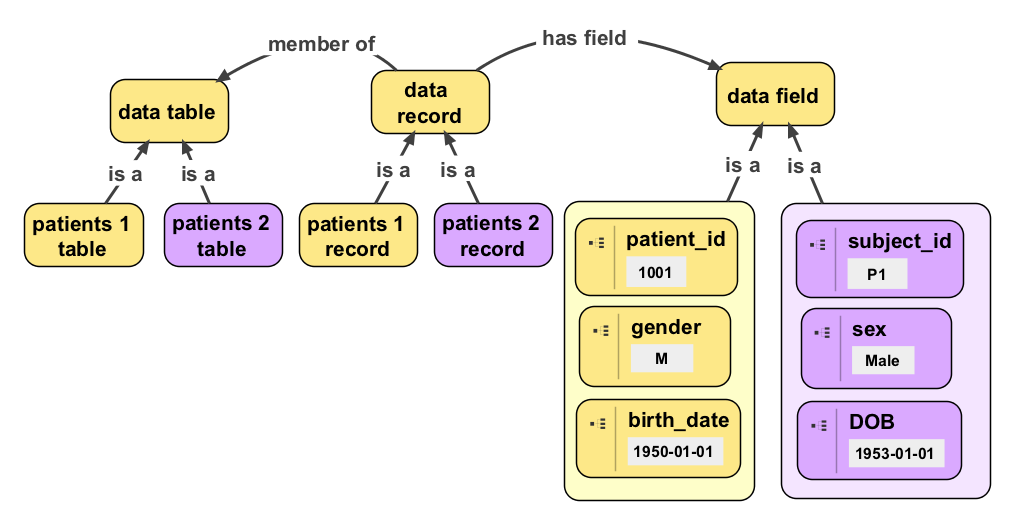 member of
has field
data table
data
record
data field
is a
is a
is a
is a
is a
is a
patients 1
table
patients 2
table
patients 1
record
patients 2
record
patient_id
1001
gender
M
birth_date
1950-01-01
subject_id
P1
sex
Male
DOB
1953-01-01